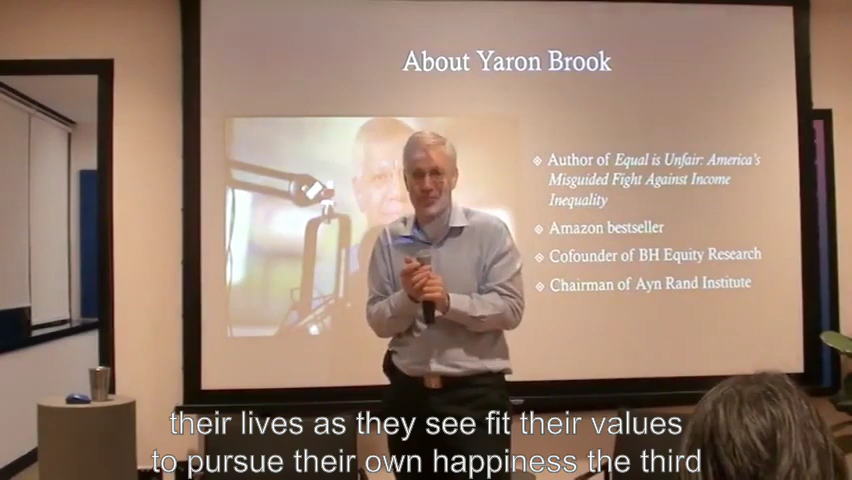 About Yaron Brook
❖ Author of Equal is Unfair: America's
Misguided Fight Against Income
Inequality
❖ Amazon bestseller
❖ Cofounder of BH Equity Research
❖ Chairman of Ayn Rand Institute
their lives as they see fit their values
to pursue their own happiness the third